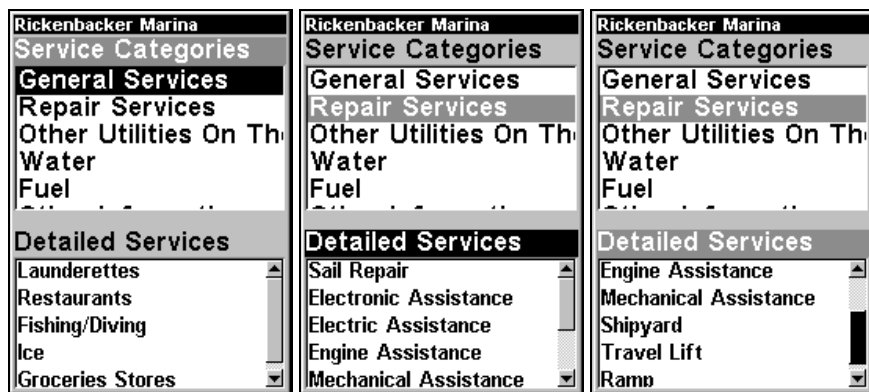 Rickenbacker Marina
Service Categories
General Services
Repair Services
Other Utilities On The
Water
Fuel
Detailed Services
Launderettes
Restaurants
Fishing/Diving
Ice
Groceries Stores
Rickenbacker Marina
Service Categories
General Services
Repair Services
Other Utilities On The
Water
Fuel
Detailed Services
Sail Repair
Electronic Assistance
Electric Assistance
Engine Assistance
Mechanical Assistance
Rickenbacker Marina
Service Categories
General Services
Repair Services
Other Utilities On The
Water
Fuel
Detailed Services
Engine Assistance
Mechanical Assistance
Shipyard
Travel Lift
Ramp